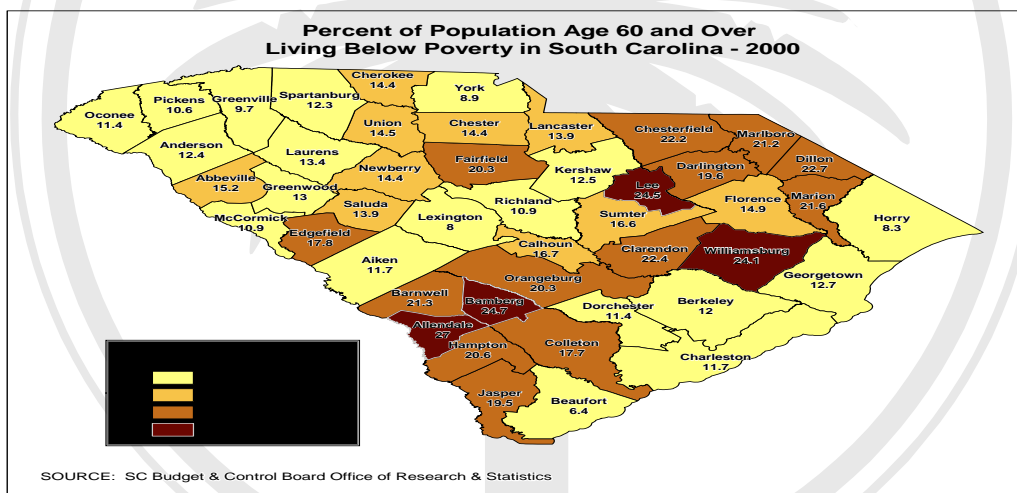 Percent of Population Age 60 and Over
Living Below Poverty in South Carolina - 2000
Cherokee
14.4
York
8.9
Spartanburg
12.3
Greenville
9.7
Pickens
10.6
Oconee
11.4
Union
14.5
Chester
14.4
Lancaster
13.9
Chesterfield
22.2
Marlboro
21.2
Anderson
12.4
Laurens
13.4
Fairfield
20.3
Kershaw
12.5
Darlington
19.6
Dillon
22.7
Newberry
14.4
Abbeville
15.2
Greenwood
13
Lee
24.5
Marion
21.6
Florence
14.9
Saluda
13.9
Richland
10.9
Sumter
16.6
Horry
8.3
McCormick
10.9
Lexington
8
Edgefield
17.8
Calhoun
16.7
Clarendon
22.4
Williamsburg
24.1
Aiken
11.7
Orangeburg
20.3
Georgetown
12.7
Barnwell
21.3
Bamberg
24.7
Dorchester
11.4
Berkeley
12
Allendale
27
Hampton
20.6
Colleton
17.7
Charleston
11.7
Jasper
19.5
Beaufort
6.4
SOURCE: SC Budget & Control Board Office of Research & Statistics